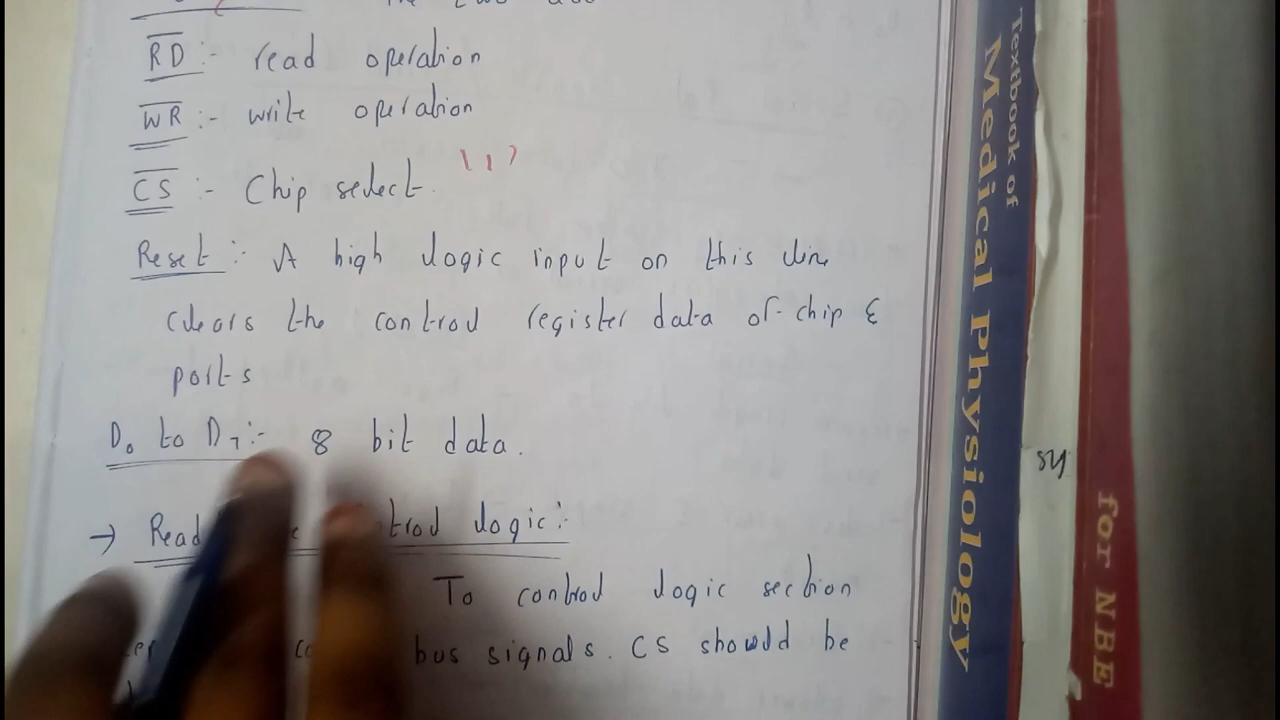 RD :- read operation
WR :- write operation
CS :- Chip select.
Reset :- A high logic input on this line
clears the control register data of chip &
ports
D0 to D7 :- 8 bit data.
→ Read control logic :-
To control logic section
bus signals. CS should be
Textbook of
Medical Physiology
for NBE